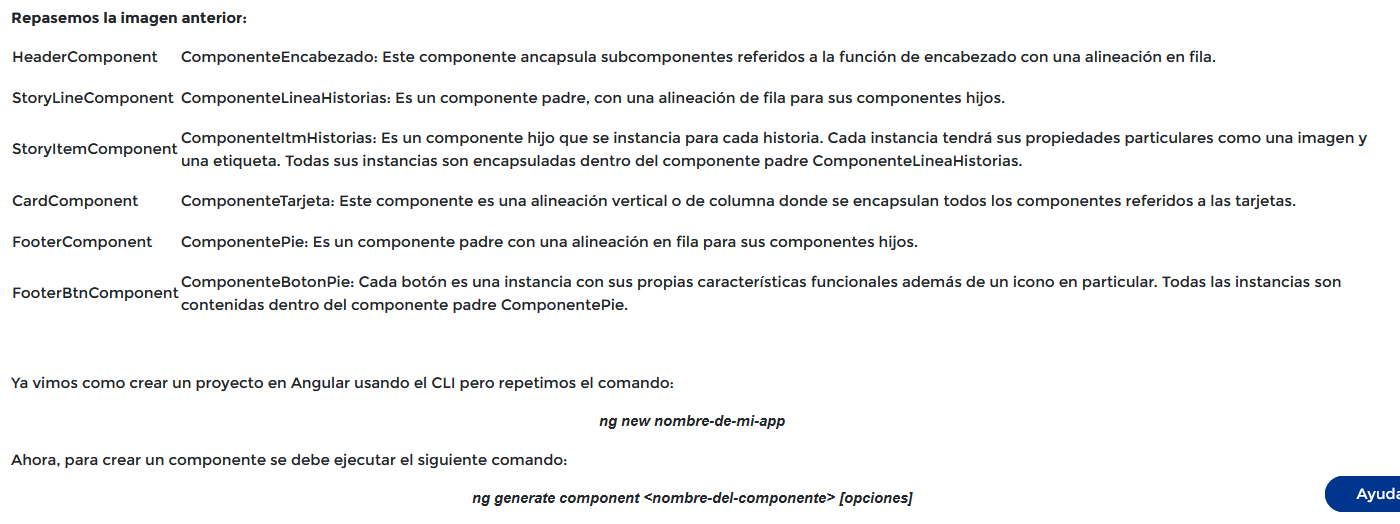 Repasemos la imagen anterior:
HeaderComponent ComponenteEncabezado: Este componente ancapsula subcomponentes referidos a la función de encabezado con una alineación en fila.
StoryLineComponent ComponenteLineaHistorias: Es un componente padre, con una alineación de fila para sus componentes hijos.
StoryItemComponent ComponenteItmHistorias: Es un componente hijo que se instancia para cada historia. Cada instancia tendrá sus propiedades particulares como una imagen y
una etiqueta. Todas sus instancias son encapsuladas dentro del componente padre ComponenteLineaHistorias.
CardComponent ComponenteTarjeta: Este componente es una alineación vertical o de columna donde se encapsulan todos los componentes referidos a las tarjetas.
FooterComponent ComponentePie: Es un componente padre con una alineación en fila para sus componentes hijos.
FooterBtnComponent ComponenteBotonPie: Cada botón es una instancia con sus propias características funcionales además de un icono en particular. Todas las instancias son
contenidas dentro del componente padre ComponentePie.
Ya vimos como crear un proyecto en Angular usando el CLI pero repetimos el comando:
ng new nombre-de-mi-app
Ahora, para crear un componente se debe ejecutar el siguiente comando:
ng generate component <nombre-del-componente> [opciones]
Ayuda